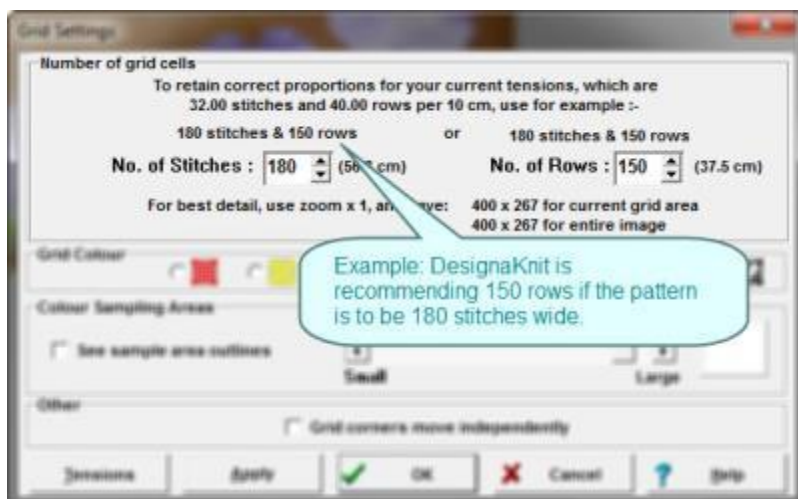 Grid Settings
Number of grid cells
To retain correct proportions for your current tensions, which are
32.00 stitches and 40.00 rows per 10 cm, use for example :-
180 stitches & 150 rows or 180 stitches & 150 rows
No. of Stitches : 180 (56. cm) No. of Rows : 150 (37.5 cm)
For best detail, use zoom x 1, an ve: 400 x 267 for current grid area
400 x 267 for entire image
Grid Colour
Example: DesignaKnit is
recommending 150 rows if the pattern
is to be 180 stitches wide.
Colour Sampling Areas
See sample area outlines
Small Large
Other
Grid corners move independently
Tensions Apply OK Cancel Help